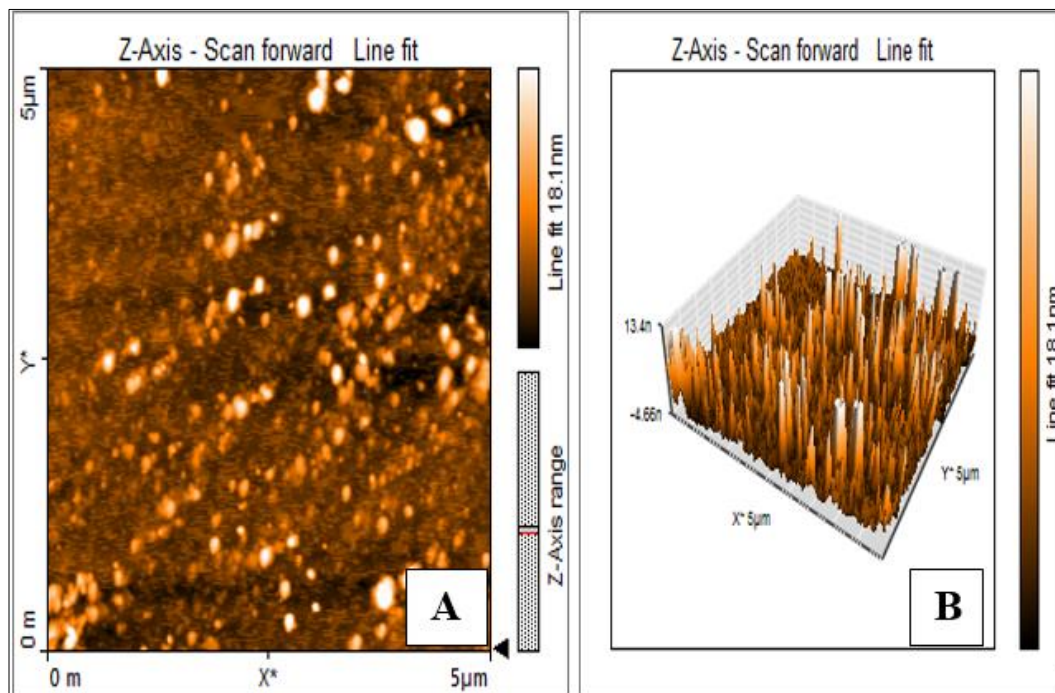 Z-Axis - Scan forward Line fit
5µm
Y*
0 m
0 m
X*
5µm
Line fit 18.1nm
Z-Axis range
A
Z-Axis - Scan forward Line fit
13.4n
-4.66n
X* 5µm
Y* 5µm
Line fit 18.1nm
B